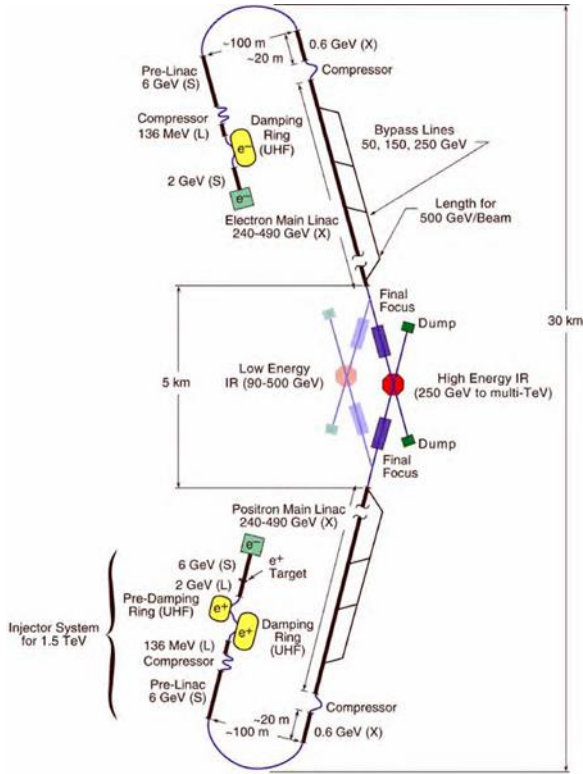 ~100 m
0.6 GeV (X)
~20 m
Compressor
Pre-Linac
6 GeV (S)
Compressor
136 MeV (L)
Damping
Ring
(UHF)
e−
Bypass Lines
50, 150, 250 GeV
2 GeV (S)
e−
Length for
500 GeV/Beam
Electron Main Linac
240-490 GeV (X)
Final
Focus
Dump
30 km
5 km
Low Energy
IR (90-500 GeV)
High Energy IR
(250 GeV to multi-TeV)
Dump
Final
Focus
Positron Main Linac
240-490 GeV (X)
e−
6 GeV (S)
e+
Target
2 GeV (L)
Pre-Damping
Ring (UHF)
e+
e+
Damping
Ring
(UHF)
Injector System
for 1.5 TeV
136 MeV (L)
Compressor
Pre-Linac
6 GeV (S)
~20 m
Compressor
~100 m
0.6 GeV (X)